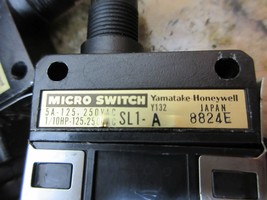 MICRO SWITCH Yamatake-Honeywell
5A-125.250VAC Y132 JAPAN
1/10HP-125.250VAC SL1-A 8824E